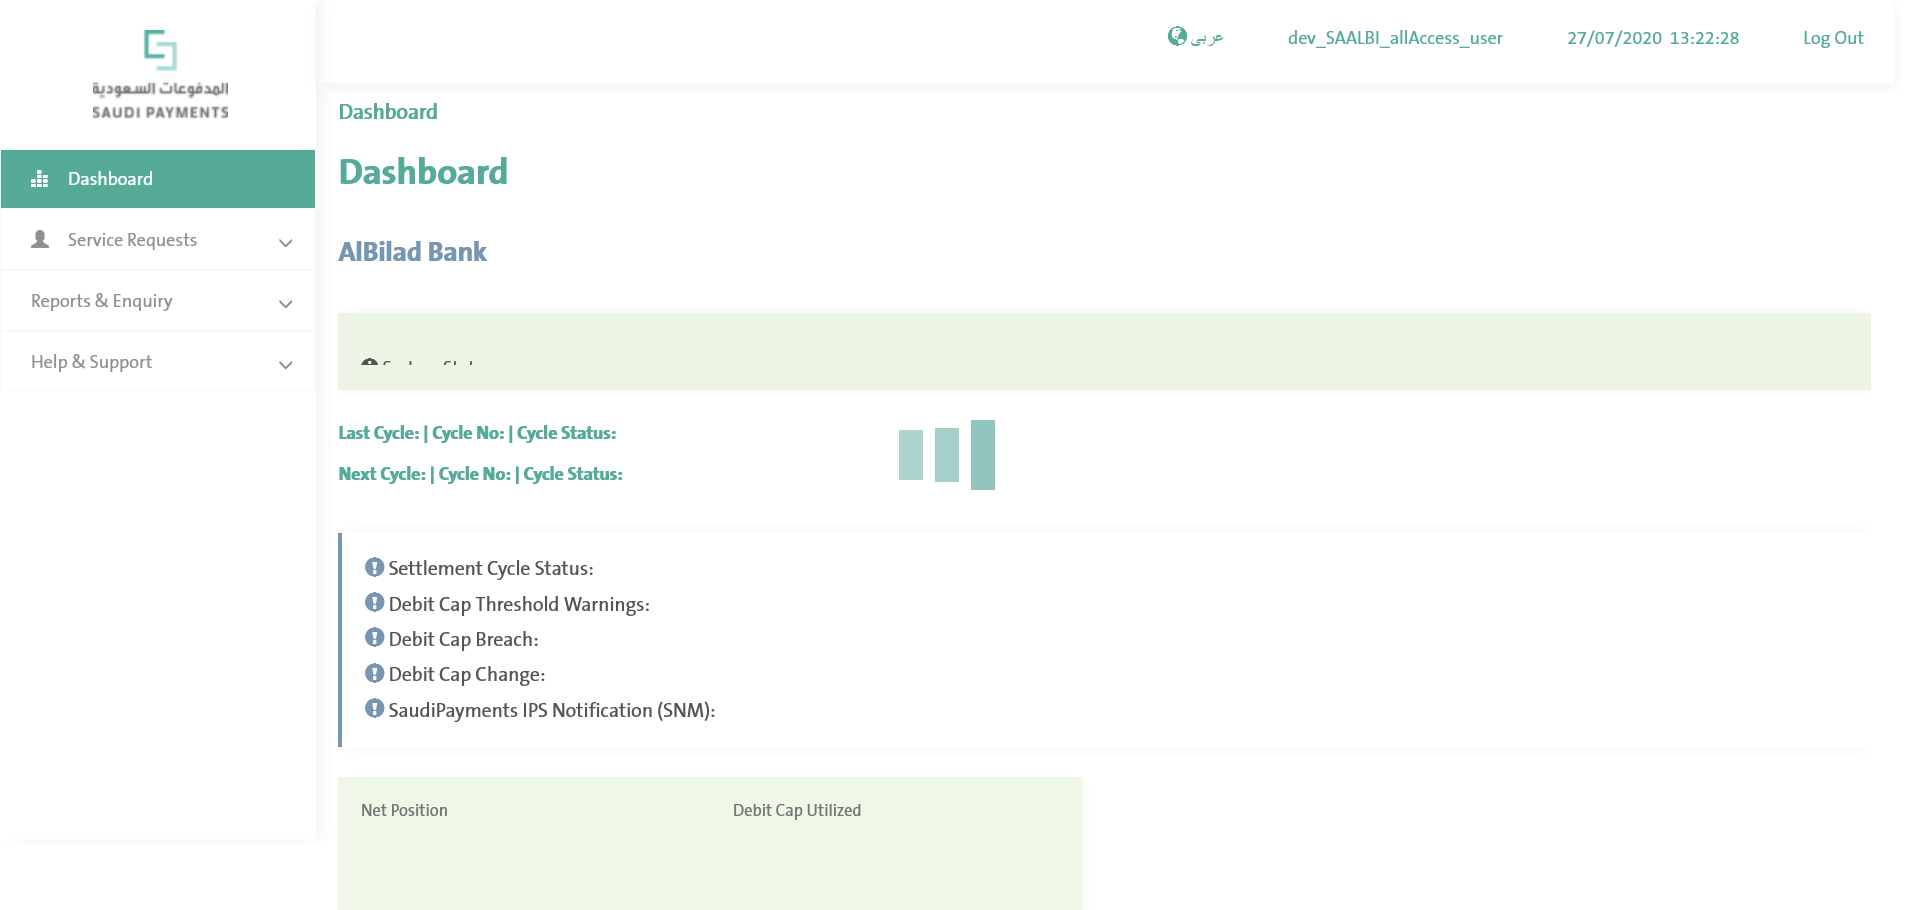 عربى
dev_SAALBI_allAccess_user
27/07/2020 13:22:28
Log Out
المدفوعات السعودية
SAUDI PAYMENTS
Dashboard
Service Requests
Reports & Enquiry
Help & Support
Dashboard
Dashboard
AlBilad Bank
Last Cycle: | Cycle No: | Cycle Status:
Next Cycle: | Cycle No: | Cycle Status:
Settlement Cycle Status:
Debit Cap Threshold Warnings:
Debit Cap Breach:
Debit Cap Change:
SaudiPayments IPS Notification (SNM):
Net Position
Debit Cap Utilized